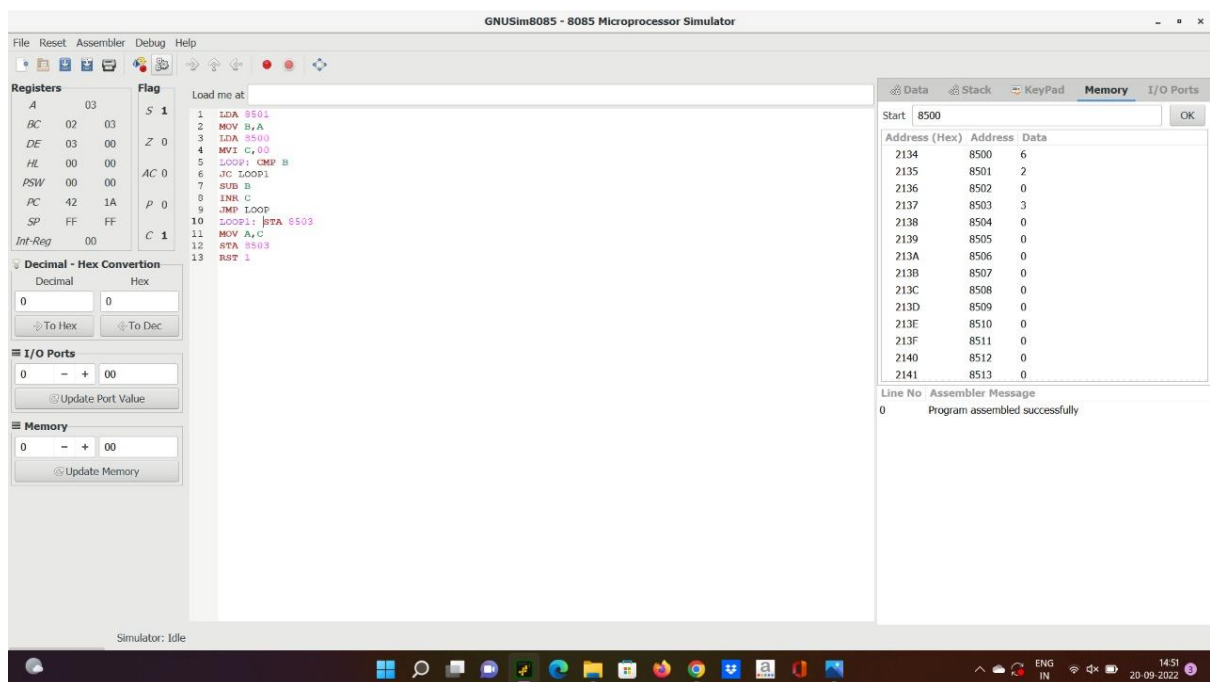 GNUSim8085 - 8085 Microprocessor Simulator
File Reset Assembler Debug Help
Registers
A 03
BC 02 03
DE 03 00
HL 00 00
PSW 00 00
PC 42 1A
SP FF FF
Int-Reg 00
Flag
S 1
Z 0
AC 0
P 0
C 1
Decimal - Hex Convertion
Decimal Hex
0 0
To Hex To Dec
I/O Ports
0 - + 00
Update Port Value
Memory
0 - + 00
Update Memory
Load me at
1 LDA 8501
2 MOV B,A
3 LDA 8500
4 MVI C,00
5 LOOP: CMP B
6 JC LOOP1
7 SUB B
8 INR C
9 JMP LOOP
10 LOOP1: STA 8503
11 MOV A,C
12 STA 8503
13 RST 1
Data Stack KeyPad Memory I/O Ports
Start 8500 OK
Address (Hex) Address Data
2134 8500 6
2135 8501 2
2136 8502 0
2137 8503 3
2138 8504 0
2139 8505 0
213A 8506 0
213B 8507 0
213C 8508 0
213D 8509 0
213E 8510 0
213F 8511 0
2140 8512 0
2141 8513 0
Line No Assembler Message
0 Program assembled successfully
Simulator: Idle
a
ENG
IN
14:51
20-09-2022
3